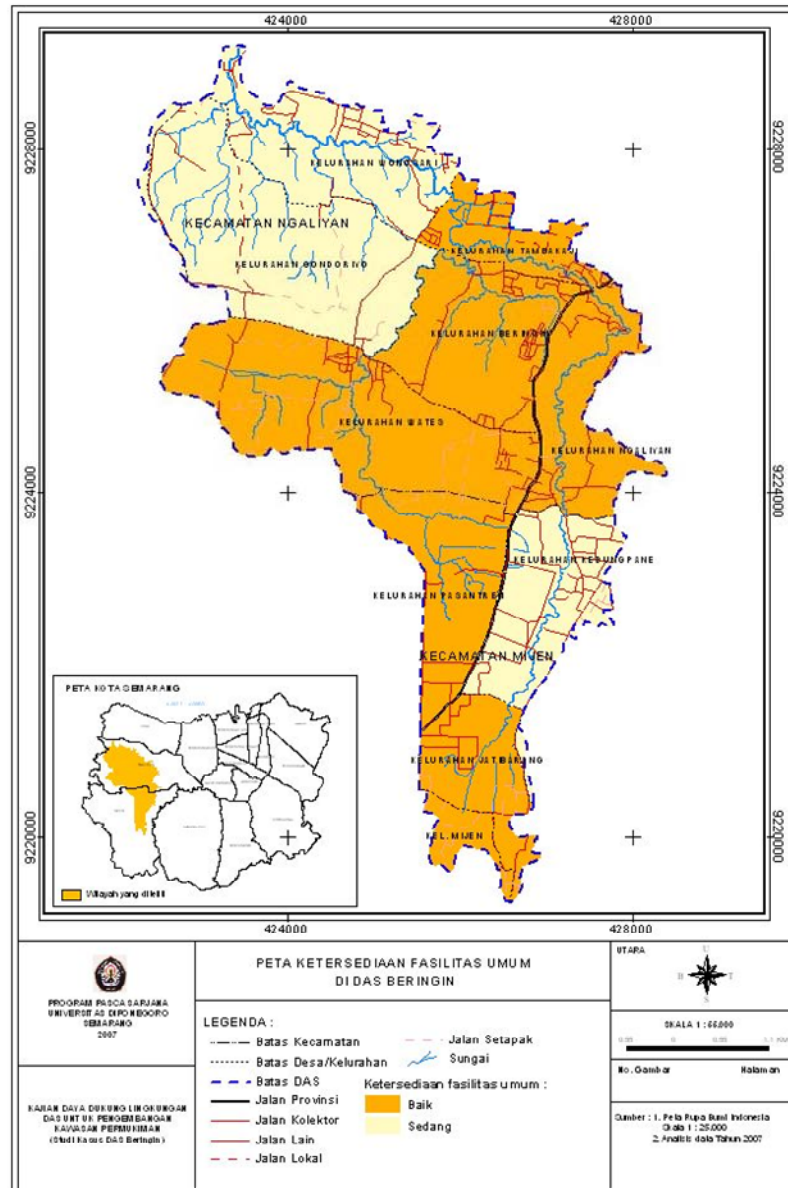 424000
428000
9228000
9228000
KELURAHAN WONOSARI
KECAMATAN NGALIYAN
KELURAHAN TAMBAKAJI
KELURAHAN GONDORIYO
KELURAHAN BERINGIN
KELURAHAN WATES
KELURAHAN NGALIYAN
9224000
9224000
KELURAHAN KEDUNGPANE
KELURAHAN PASANTREN
KECAMATAN MIJEN
PETA KOTA SEMARANG
KELURAHAN JATIBARANG
KEL. MIJEN
9220000
9220000
Wilayah yang diteliti
424000
428000
PROGRAM PASCA SARJANA
UNIVERSITAS DIPONEGORO
SEMARANG
2007
KAJIAN DAYA DUKUNG LINGKUNGAN
DAS UNTUK PENGEMBANGAN
KAWASAN PERMUKIMAN
(Studi Kasus DAS Beringin)
PETA KETERSEDIAAN FASILITAS UMUM
DI DAS BERINGIN
LEGENDA :
Batas Kecamatan
Batas Desa/Kelurahan
Batas DAS
Jalan Provinsi
Jalan Kolektor
Jalan Lain
Jalan Lokal
Jalan Setapak
Sungai
Ketersediaan fasilitas umum :
Baik
Sedang
UTARA
U
B T
S
SKALA 1 : 55.000
No. Gambar Halaman
Sumber : 1. Peta Rupa Bumi Indonesia
Skala 1 : 25.000
2. Analisis data Tahun 2007